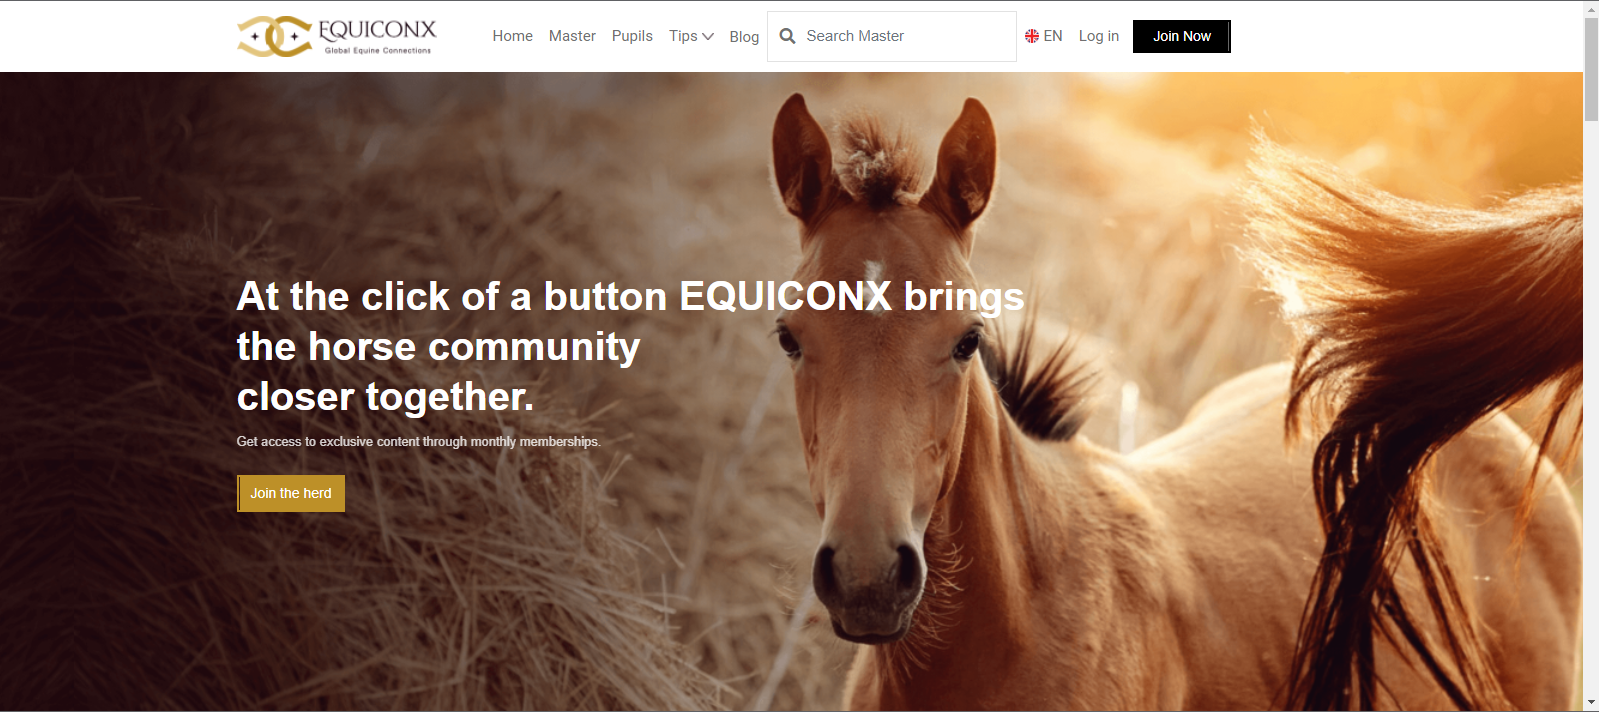 EQUICONX
Global Equine Connections
Home Master Pupils Tips Blog Search Master EN Log in Join Now
At the click of a button EQUICONX brings
the horse community
closer together.
Get access to exclusive content through monthly memberships.
Join the herd